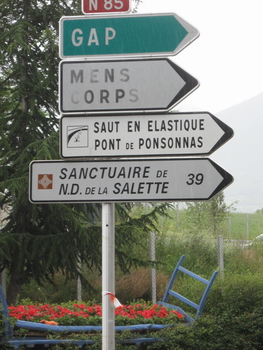 N 85
GAP
MENS
CORPS
SAUT EN ELASTIQUE
PONT DE PONSONNAS
SANCTUAIRE DE
N.D. DE LA SALETTE 39